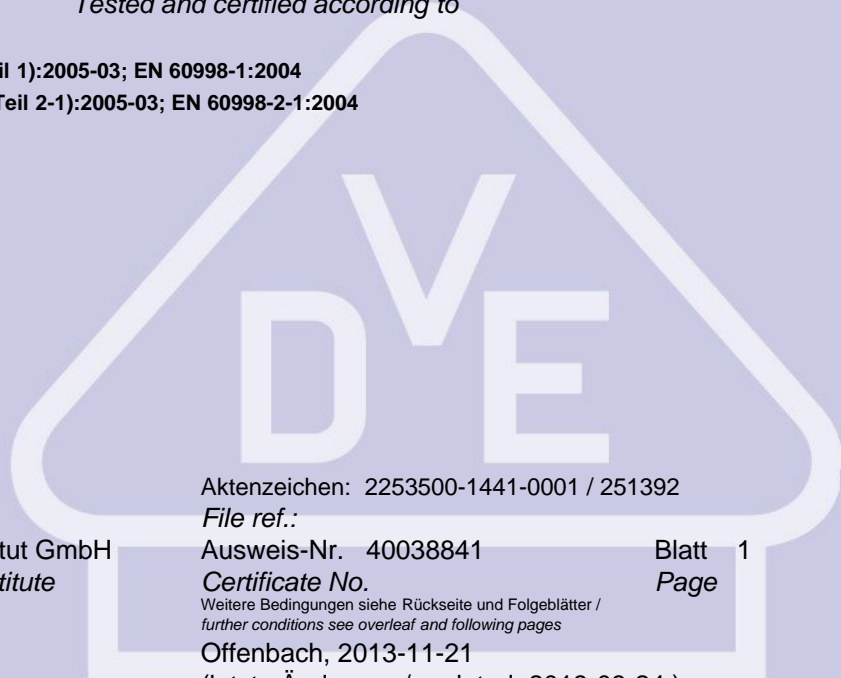 Tested and certified according to
il 1):2005-03; EN 60998-1:2004
Teil 2-1):2005-03; EN 60998-2-1:2004
DVE
Aktenzeichen: 2253500-1441-0001 / 251392
File ref.:
tut GmbH Ausweis-Nr. 40038841 Blatt 1
titute Certificate No. Page
Weitere Bedingungen siehe Rückseite und Folgeblätter /
further conditions see overleaf and following pages
Offenbach, 2013-11-21